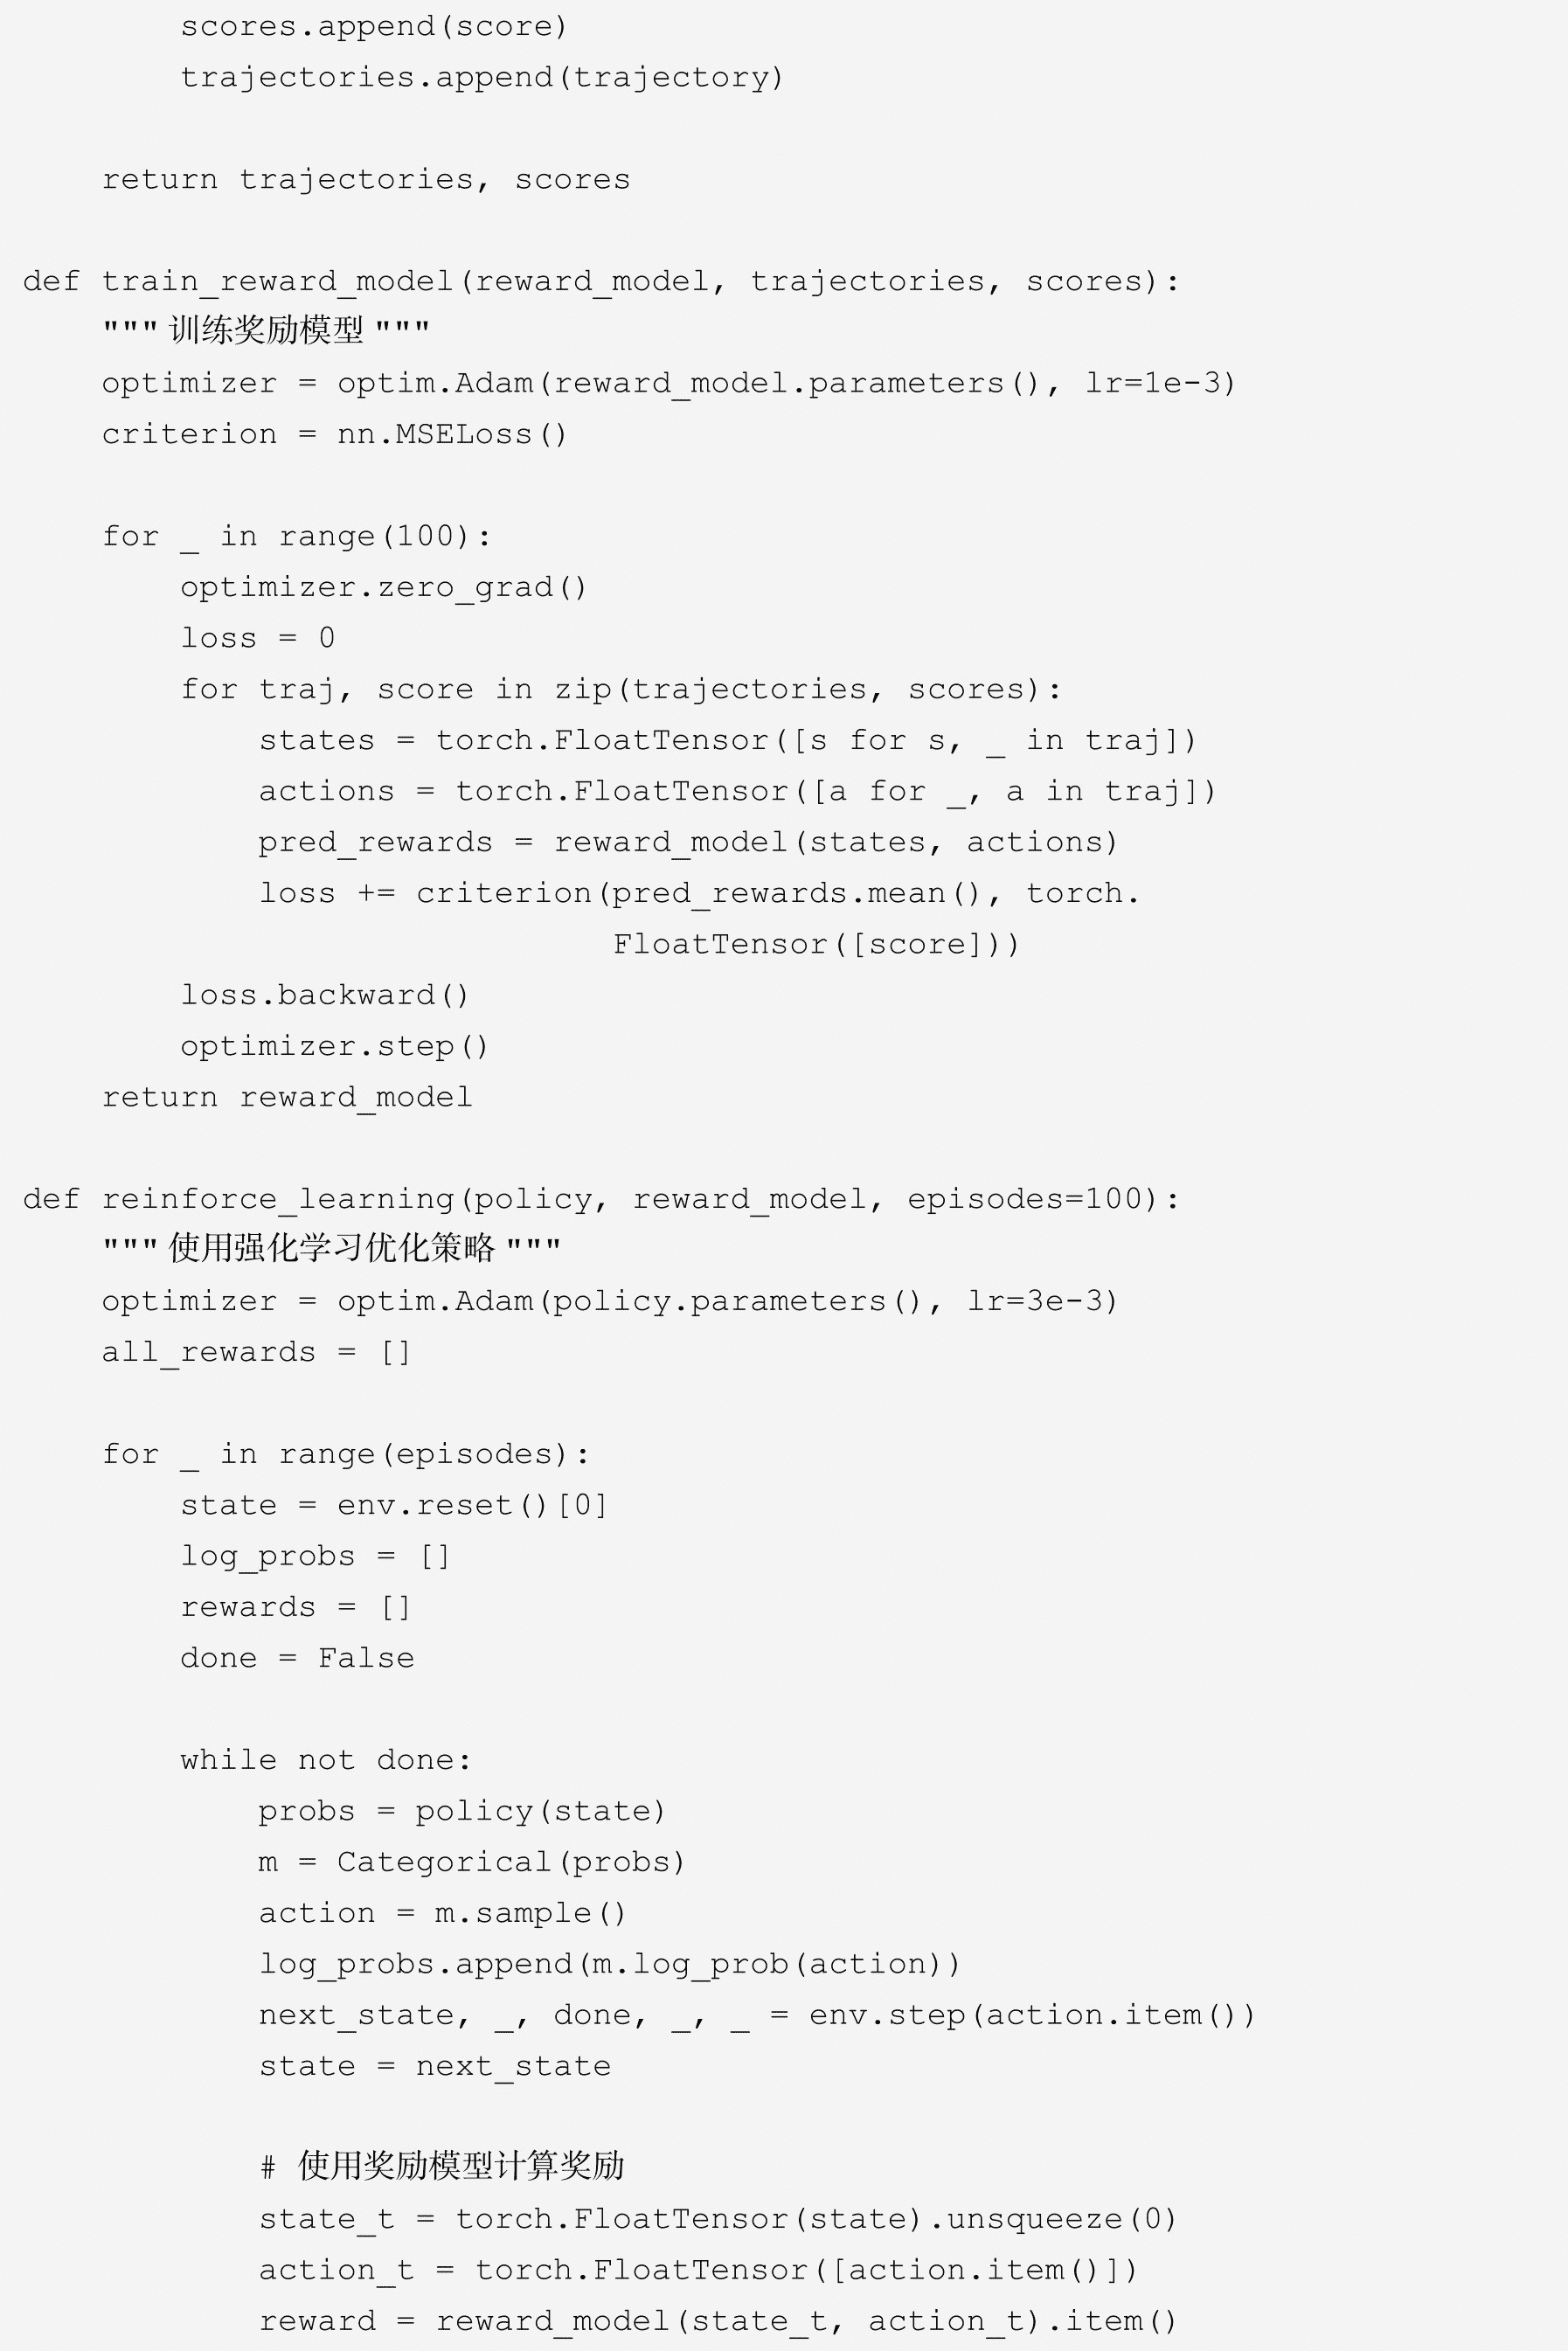 scores.append(score)
        trajectories.append(trajectory)

    return trajectories, scores

def train_reward_model(reward_model, trajectories, scores):
    """ 训练奖励模型 """
    optimizer = optim.Adam(reward_model.parameters(), lr=1e-3)
    criterion = nn.MSELoss()

    for _ in range(100):
        optimizer.zero_grad()
        loss = 0
        for traj, score in zip(trajectories, scores):
            states = torch.FloatTensor([s for s, _ in traj])
            actions = torch.FloatTensor([a for _, a in traj])
            pred_rewards = reward_model(states, actions)
            loss += criterion(pred_rewards.mean(), torch.
                              FloatTensor([score]))
        loss.backward()
        optimizer.step()
    return reward_model

def reinforce_learning(policy, reward_model, episodes=100):
    """ 使用强化学习优化策略 """
    optimizer = optim.Adam(policy.parameters(), lr=3e-3)
    all_rewards = []

    for _ in range(episodes):
        state = env.reset()[0]
        log_probs = []
        rewards = []
        done = False

        while not done:
            probs = policy(state)
            m = Categorical(probs)
            action = m.sample()
            log_probs.append(m.log_prob(action))
            next_state, _, done, _, _ = env.step(action.item())
            state = next_state

            # 使用奖励模型计算奖励
            state_t = torch.FloatTensor(state).unsqueeze(0)
            action_t = torch.FloatTensor([action.item()])
            reward = reward_model(state_t, action_t).item()